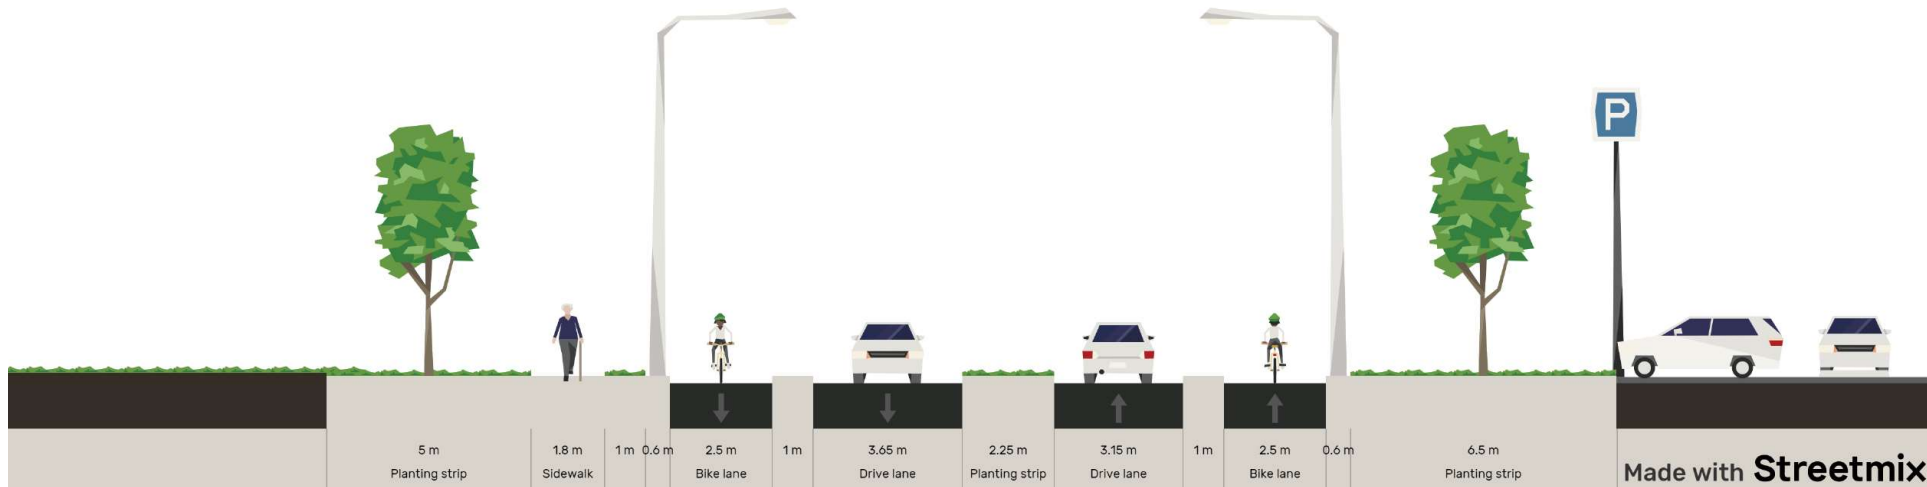 P
5 m
1.8 m
1 m
0.6 m
2.5 m
1 m
3.65 m
2.25 m
3.15 m
1 m
2.5 m
0.6 m
6.5 m
Planting strip
Sidewalk
Bike lane
Drive lane
Planting strip
Drive lane
Bike lane
Planting strip
Made with Streetmix